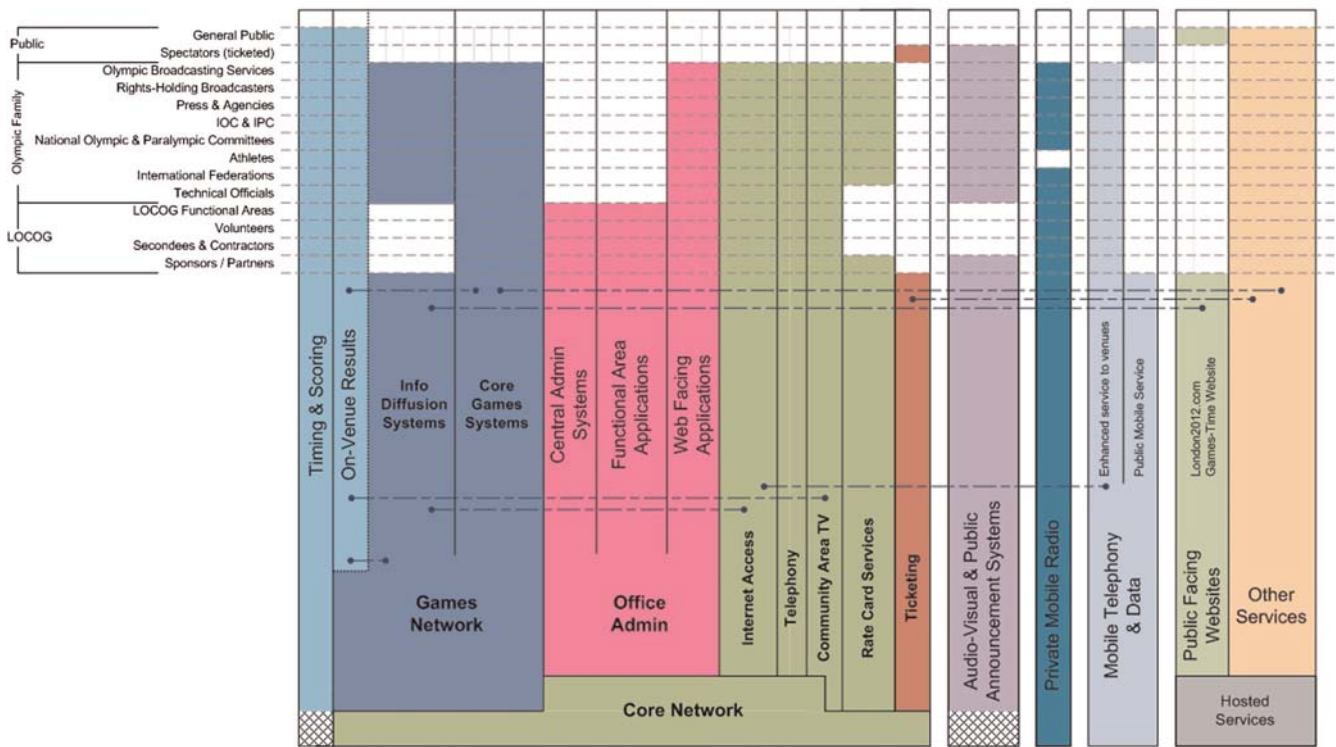 General Public
Public
Spectators (ticketed)
Olympic Broadcasting Services
Rights-Holding Broadcasters
Press & Agencies
IOC & IPC
National Olympic & Paralympic Committees
Athletes
International Federations
Technical Officials
Olympic Family
LOCOG Functional Areas
Volunteers
LOCOG
Secondees & Contractors
Sponsors / Partners
Timing & Scoring
On-Venue Results
Info
Diffusion
Systems
Core
Games
Systems
Games
Network
Central Admin
Systems
Functional Area
Applications
Web Facing
Applications
Office
Admin
Internet Access
Telephony
Community Area TV
Rate Card Services
Ticketing
Core Network
Audio-Visual & Public
Announcement Systems
Private Mobile Radio
Enhanced service to venues
Public Mobile Service
Mobile Telephony
& Data
London2012.com
Games-Time Website
Public Facing
Websites
Other
Services
Hosted
Services